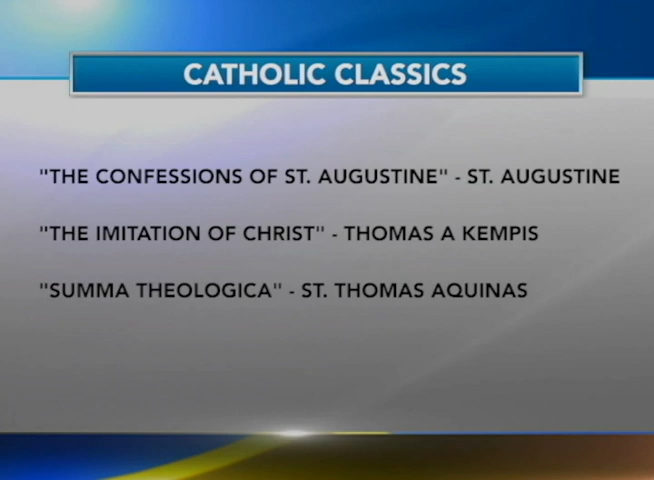 CATHOLIC CLASSICS
"THE CONFESSIONS OF ST. AUGUSTINE" - ST. AUGUSTINE
"THE IMITATION OF CHRIST" - THOMAS A KEMPIS
"SUMMA THEOLOGICA" - ST. THOMAS AQUINAS